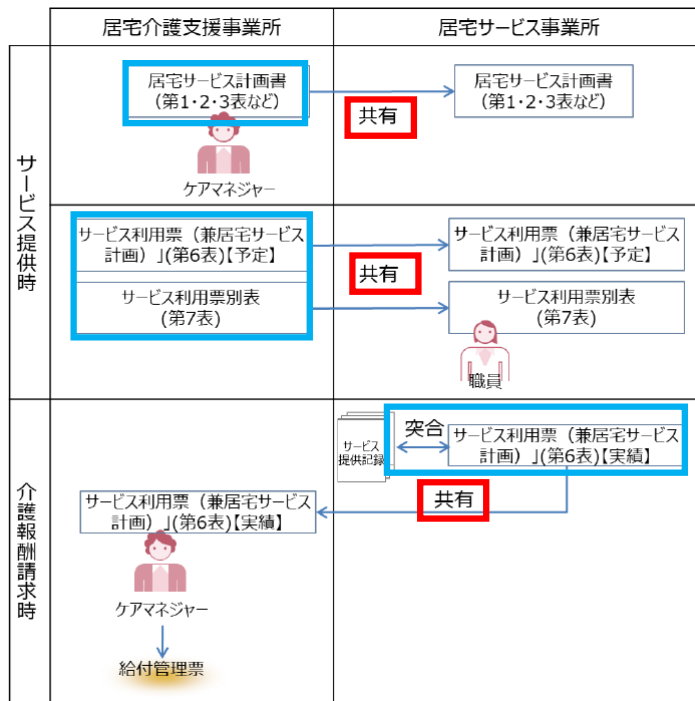 居宅介護支援事業所
居宅サービス事業所
サービス提供時
居宅サービス計画書
（第1・2・3表など）
共有
居宅サービス計画書
（第1・2・3表など）
ケアマネジャー
サービス利用票（兼居宅サービス
計画）」(第6表)【予定】
共有
サービス利用票（兼居宅サービス
計画）」(第6表)【予定】
サービス利用票別表
(第7表)
サービス利用票別表
(第7表)
職員
介護報酬請求時
サービス
提供記録
突合
サービス利用票（兼居宅サービス
計画）」(第6表)【実績】
共有
サービス利用票（兼居宅サービス
計画）」(第6表)【実績】
ケアマネジャー
給付管理票